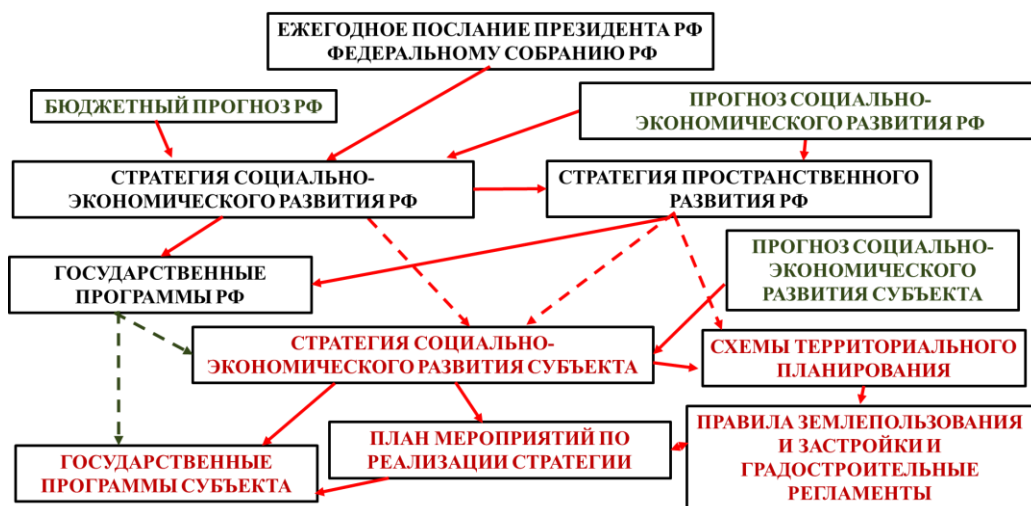 ЕЖЕГОДНОЕ ПОСЛАНИЕ ПРЕЗИДЕНТА РФ
ФЕДЕРАЛЬНОМУ СОБРАНИЮ РФ
БЮДЖЕТНЫЙ ПРОГНОЗ РФ
ПРОГНОЗ СОЦИАЛЬНО-
ЭКОНОМИЧЕСКОГО РАЗВИТИЯ РФ
СТРАТЕГИЯ СОЦИАЛЬНО-
ЭКОНОМИЧЕСКОГО РАЗВИТИЯ РФ
СТРАТЕГИЯ ПРОСТРАНСТВЕННОГО
РАЗВИТИЯ РФ
ГОСУДАРСТВЕННЫЕ
ПРОГРАММЫ РФ
ПРОГНОЗ СОЦИАЛЬНО-
ЭКОНОМИЧЕСКОГО
РАЗВИТИЯ СУБЪЕКТА
СТРАТЕГИЯ СОЦИАЛЬНО-
ЭКОНОМИЧЕСКОГО РАЗВИТИЯ СУБЪЕКТА
СХЕМЫ ТЕРРИТОРИАЛЬНОГО
ПЛАНИРОВАНИЯ
ГОСУДАРСТВЕННЫЕ
ПРОГРАММЫ СУБЪЕКТА
ПЛАН МЕРОПРИЯТИЙ ПО
РЕАЛИЗАЦИИ СТРАТЕГИИ
ПРАВИЛА ЗЕМЛЕПОЛЬЗОВАНИЯ
И ЗАСТРОЙКИ И
ГРАДОСТРОИТЕЛЬНЫЕ
РЕГЛАМЕНТЫ